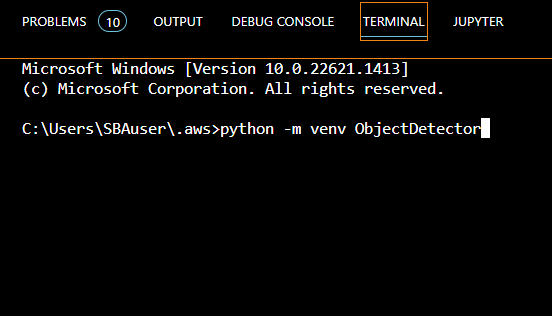 PROBLEMS 10 OUTPUT DEBUG CONSOLE TERMINAL JUPYTER
Microsoft Windows [Version 10.0.22621.1413]
(c) Microsoft Corporation. All rights reserved.
C:\Users\SBAuser\.aws>python -m venv ObjectDetector